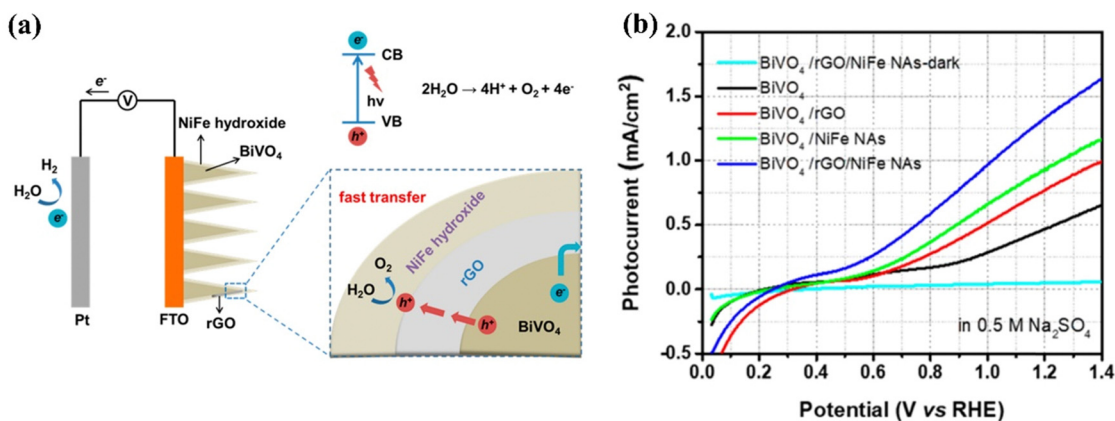 (a)
e-
V
NiFe hydroxide
BiVO4
H2
H2O
e-
Pt
FTO
rGO
e-
CB
hv
VB
h+
2H2O → 4H+ + O2 + 4e-
fast transfer
NiFe hydroxide
rGO
O2
H2O
h+
h+
e-
BiVO4
(b)
Photocurrent (mA/cm2)
2.0
1.5
1.0
0.5
0.0
-0.5
BiVO4 /rGO/NiFe NAs-dark
BiVO4
BiVO4 /rGO
BiVO4 /NiFe NAs
BiVO4 /rGO/NiFe NAs
in 0.5 M Na2SO4
0.0 0.2 0.4 0.6 0.8 1.0 1.2 1.4
Potential (V vs RHE)